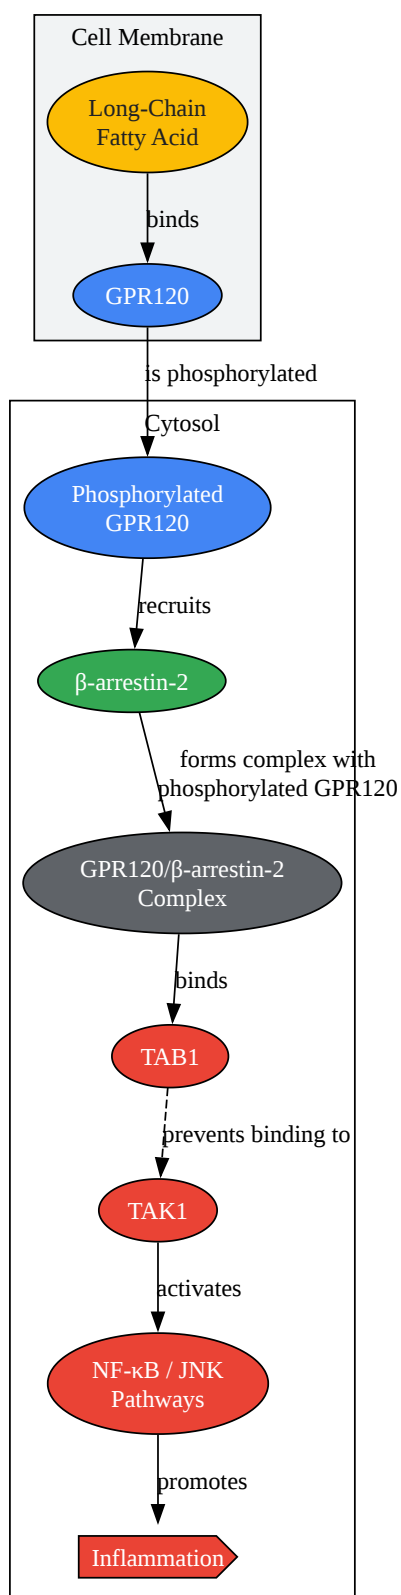 Cell Membrane
Long-Chain
Fatty Acid
binds
GPR120
is phosphorylated
Cytosol
Phosphorylated
GPR120
recruits
β-arrestin-2
forms complex with
phosphorylated GPR120
GPR120/β-arrestin-2
Complex
binds
TAB1
prevents binding to
TAK1
activates
NF-κB / JNK
Pathways
promotes
Inflammation